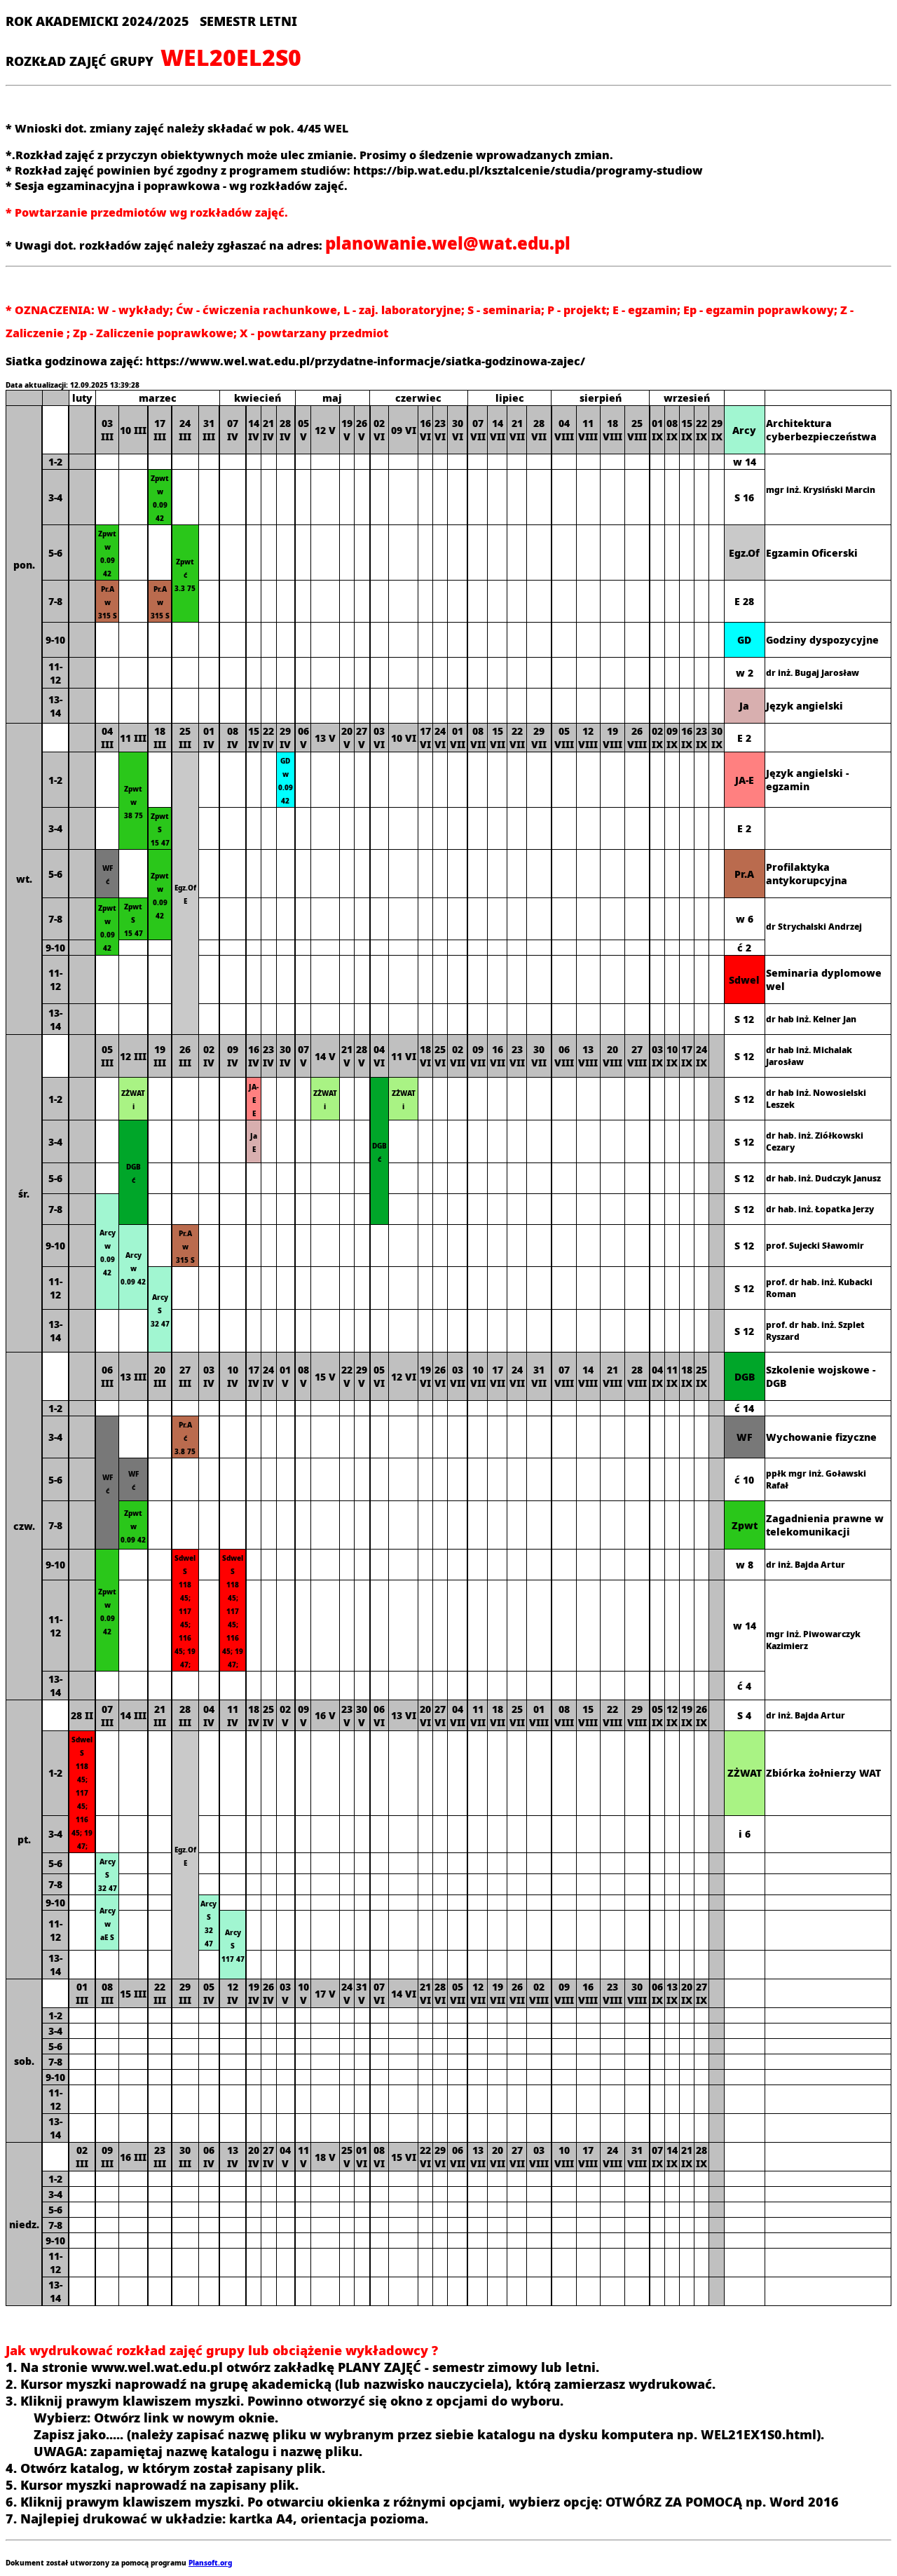 ROK AKADEMICKI 2024/2025 SEMESTR LETNI
ROZKŁAD ZAJĘĆ GRUPY WEL20EL2S0
* Wnioski dot. zmiany zajęć należy składać w pok. 4/45 WEL
*.Rozkład zajęć z przyczyn obiektywnych może ulec zmianie. Prosimy o śledzenie wprowadzanych zmian.
* Rozkład zajęć powinien być zgodny z programem studiów: https://bip.wat.edu.pl/ksztalcenie/studia/programy-studiow
* Sesja egzaminacyjna i poprawkowa - wg rozkładów zajęć.
* Powtarzanie przedmiotów wg rozkładów zajęć.
* Uwagi dot. rozkładów zajęć należy zgłaszać na adres: planowanie.wel@wat.edu.pl
* OZNACZENIA: W - wykłady; Ćw - ćwiczenia rachunkowe, L - zaj. laboratoryjne; S - seminaria; P - projekt; E - egzamin; Ep - egzamin poprawkowy; Z -
Zaliczenie ; Zp - Zaliczenie poprawkowe; X - powtarzany przedmiot
Siatka godzinowa zajęć: https://www.wel.wat.edu.pl/przydatne-informacje/siatka-godzinowa-zajec/
Data aktualizacji: 12.09.2025 13:39:28
luty marzec kwiecień maj czerwiec lipiec sierpień wrzesień
pon. 03 III 10 III 17 III 24 III 31 III 07 IV 14 IV 21 IV 28 IV 05 V 12 V 19 V 26 V 02 VI 09 VI 16 VI 23 VI 30 VI 07 VII 14 VII 21 VII 28 VII 04 VIII 11 VIII 18 VIII 25 VIII 01 IX 08 IX 15 IX 22 IX 29 IX Arcy Architektura cyberbezpieczeństwa
1-2 w 14 mgr inż. Krysiński Marcin
3-4 Zpwt w 0.09 42 S 16
5-6 Zpwt w 0.09 42 Zpwt ć 3.3 75 Egz.Of Egzamin Oficerski
7-8 Pr.A w 315 S Pr.A w 315 S E 28
9-10 GD Godziny dyspozycyjne
11-12 w 2 dr inż. Bugaj Jarosław
13-14 Ja Język angielski
wt. 04 III 11 III 18 III 25 III 01 IV 08 IV 15 IV 22 IV 29 IV 06 V 13 V 20 V 27 V 03 VI 10 VI 17 VI 24 VI 01 VII 08 VII 15 VII 22 VII 29 VII 05 VIII 12 VIII 19 VIII 26 VIII 02 IX 09 IX 16 IX 23 IX 30 IX E 2
1-2 Zpwt w 38 75 Egz.Of E GD w 0.09 42 JA-E Język angielski - egzamin
3-4 Zpwt S 15 47 E 2
5-6 WF ć Zpwt w 0.09 42 Pr.A Profilaktyka antykorupcyjna
7-8 Zpwt w 0.09 42 Zpwt S 15 47 w 6 dr Strychalski Andrzej
9-10 ć 2
11-12 Sdwel Seminaria dyplomowe wel
13-14 S 12 dr hab inż. Kelner Jan
śr. 05 III 12 III 19 III 26 III 02 IV 09 IV 16 IV 23 IV 30 IV 07 V 14 V 21 V 28 V 04 VI 11 VI 18 VI 25 VI 02 VII 09 VII 16 VII 23 VII 30 VII 06 VIII 13 VIII 20 VIII 27 VIII 03 IX 10 IX 17 IX 24 IX S 12 dr hab inż. Michalak Jarosław
1-2 ZŻWAT i JA-E E ZŻWAT i DGB ć ZŻWAT i S 12 dr hab inż. Nowosielski Leszek
3-4 DGB ć Ja E S 12 dr hab. inż. Ziółkowski Cezary
5-6 S 12 dr hab. inż. Dudczyk Janusz
7-8 Arcy w 0.09 42 S 12 dr hab. inż. Łopatka Jerzy
9-10 Arcy w 0.09 42 Pr.A w 315 S S 12 prof. Sujecki Sławomir
11-12 Arcy S 32 47 S 12 prof. dr hab. inż. Kubacki Roman
13-14 S 12 prof. dr hab. inż. Szplet Ryszard
czw. 06 III 13 III 20 III 27 III 03 IV 10 IV 17 IV 24 IV 01 V 08 V 15 V 22 V 29 V 05 VI 12 VI 19 VI 26 VI 03 VII 10 VII 17 VII 24 VII 31 VII 07 VIII 14 VIII 21 VIII 28 VIII 04 IX 11 IX 18 IX 25 IX DGB Szkolenie wojskowe - DGB
1-2 ć 14
3-4 WF ć Pr.A ć 3.8 75 WF Wychowanie fizyczne
5-6 WF ć ć 10 ppłk mgr inż. Goławski Rafał
7-8 Zpwt w 0.09 42 Zpwt Zagadnienia prawne w telekomunikacji
9-10 Zpwt w 0.09 42 Sdwel S 118 45; 117 45; 116 45; 19 47; Sdwel S 118 45; 117 45; 116 45; 19 47; w 8 dr inż. Bajda Artur
11-12 w 14 mgr inż. Piwowarczyk Kazimierz
13-14 ć 4
pt. 28 II 07 III 14 III 21 III 28 III 04 IV 11 IV 18 IV 25 IV 02 V 09 V 16 V 23 V 30 V 06 VI 13 VI 20 VI 27 VI 04 VII 11 VII 18 VII 25 VII 01 VIII 08 VIII 15 VIII 22 VIII 29 VIII 05 IX 12 IX 19 IX 26 IX S 4 dr inż. Bajda Artur
1-2 Sdwel S 118 45; 117 45; 116 45; 19 47; Egz.Of E ZŻWAT Zbiórka żołnierzy WAT
3-4 i 6
5-6 Arcy S 32 47
7-8
9-10 Arcy w aE S Arcy S 32 47
11-12 Arcy S 117 47
13-14
sob. 01 III 08 III 15 III 22 III 29 III 05 IV 12 IV 19 IV 26 IV 03 V 10 V 17 V 24 V 31 V 07 VI 14 VI 21 VI 28 VI 05 VII 12 VII 19 VII 26 VII 02 VIII 09 VIII 16 VIII 23 VIII 30 VIII 06 IX 13 IX 20 IX 27 IX
1-2
3-4
5-6
7-8
9-10
11-12
13-14
niedz. 02 III 09 III 16 III 23 III 30 III 06 IV 13 IV 20 IV 27 IV 04 V 11 V 18 V 25 V 01 VI 08 VI 15 VI 22 VI 29 VI 06 VII 13 VII 20 VII 27 VII 03 VIII 10 VIII 17 VIII 24 VIII 31 VIII 07 IX 14 IX 21 IX 28 IX
1-2
3-4
5-6
7-8
9-10
11-12
13-14
Jak wydrukować rozkład zajęć grupy lub obciążenie wykładowcy ?
1. Na stronie www.wel.wat.edu.pl otwórz zakładkę PLANY ZAJĘĆ - semestr zimowy lub letni.
2. Kursor myszki naprowadź na grupę akademicką (lub nazwisko nauczyciela), którą zamierzasz wydrukować.
3. Kliknij prawym klawiszem myszki. Powinno otworzyć się okno z opcjami do wyboru.
Wybierz: Otwórz link w nowym oknie.
Zapisz jako..... (należy zapisać nazwę pliku w wybranym przez siebie katalogu na dysku komputera np. WEL21EX1S0.html).
UWAGA: zapamiętaj nazwę katalogu i nazwę pliku.
4. Otwórz katalog, w którym został zapisany plik.
5. Kursor myszki naprowadź na zapisany plik.
6. Kliknij prawym klawiszem myszki. Po otwarciu okienka z różnymi opcjami, wybierz opcję: OTWÓRZ ZA POMOCĄ np. Word 2016
7. Najlepiej drukować w układzie: kartka A4, orientacja pozioma.
Dokument został utworzony za pomocą programu Plansoft.org